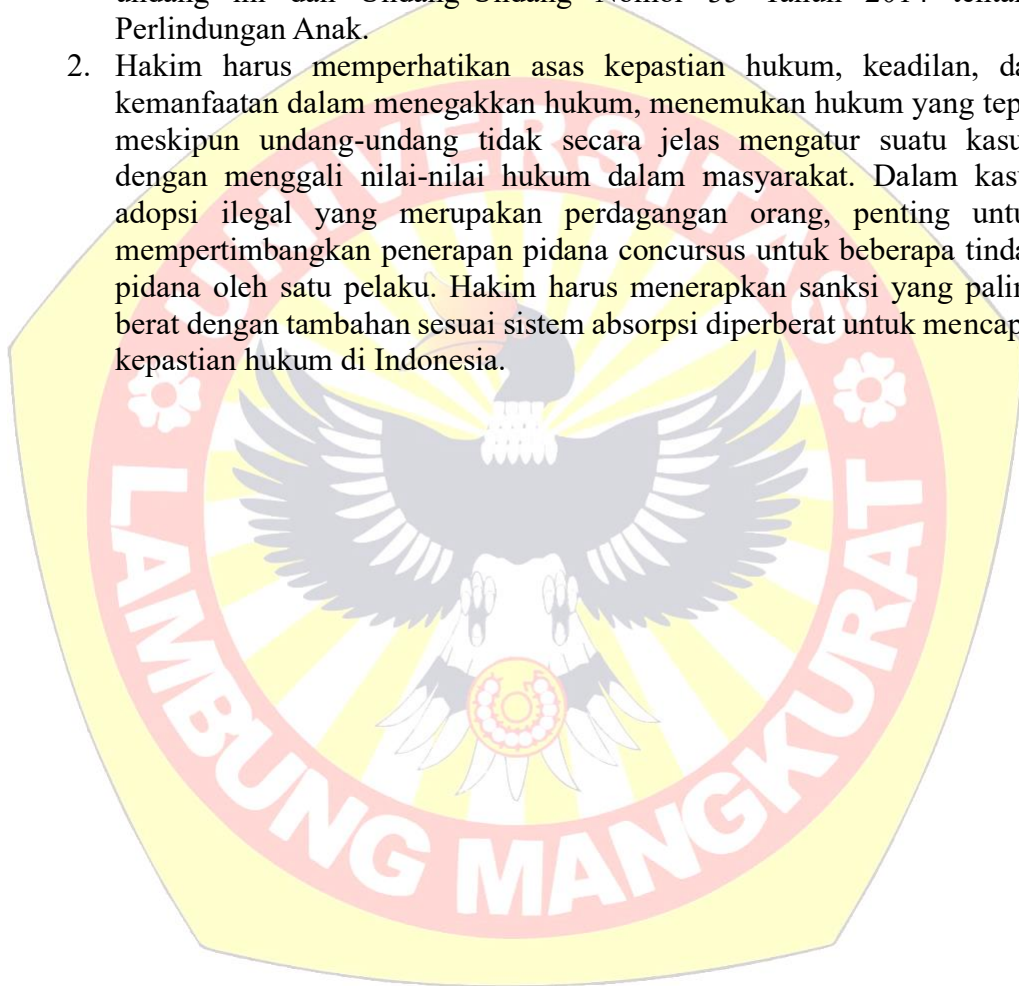 undang ini dan Undang-Undang Nomor 35 Tahun 2014
Perlindungan Anak.
2. Hakim harus memperhatikan asas kepastian hukum, keadilan, da
kemanfaatan dalam menegakkan hukum, menemukan hukum yang tep
meskipun undang-undang tidak secara jelas mengatur suatu kasu
dengan menggali nilai-nilai hukum dalam masyarakat. Dalam kasu
adopsi ilegal yang merupakan perdagangan orang, penting untu
mempertimbangkan penerapan pidana concursus untuk beberapa tinda
pidana oleh satu pelaku. Hakim harus menerapkan sanksi yang palin
berat dengan tambahan sesuai sistem absorpsi diperberat untuk mencap
kepastian hukum di Indonesia.
UNIVERSITAS
LAMBUNG MANGKURAT